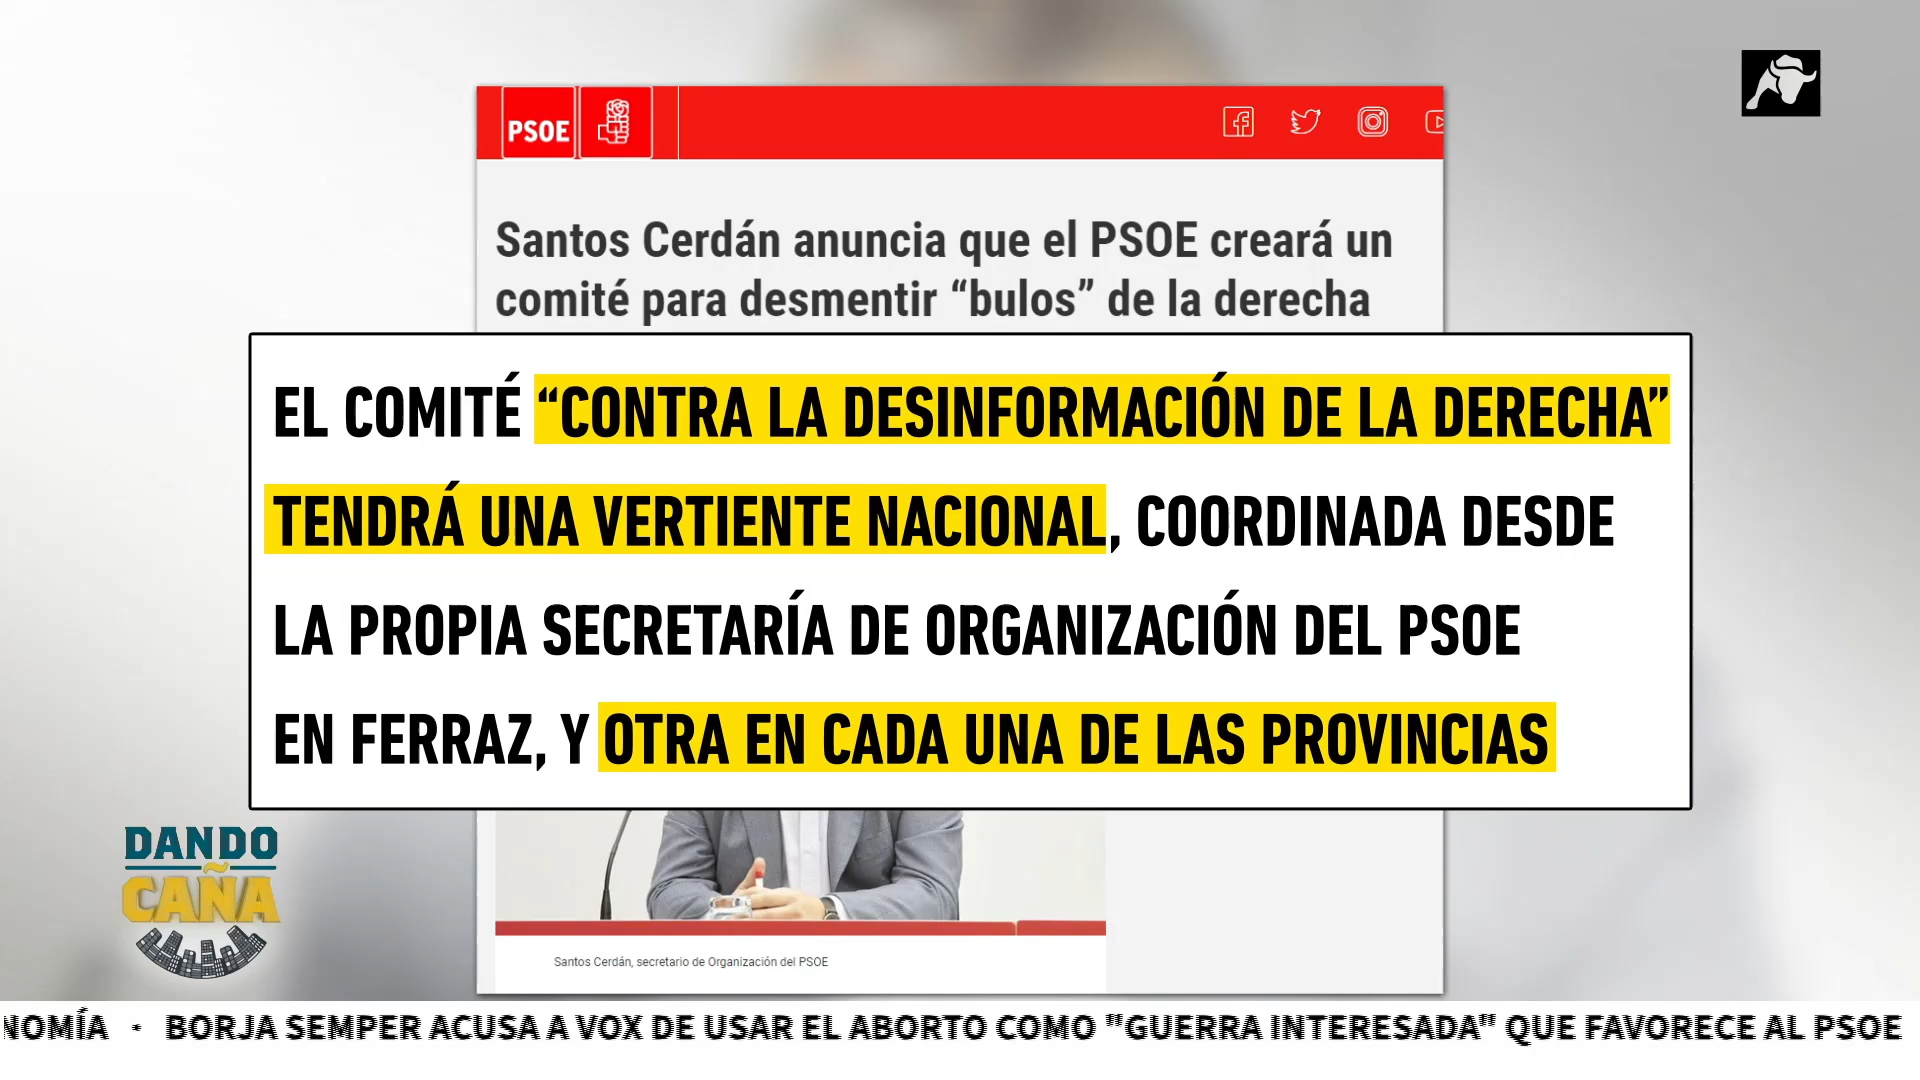 PSOE
Santos Cerdán anuncia que el PSOE creará un
comité para desmentir “bulos” de la derecha
EL COMITÉ “CONTRA LA DESINFORMACIÓN DE LA DERECHA”
TENDRÁ UNA VERTIENTE NACIONAL, COORDINADA DESDE
LA PROPIA SECRETARÍA DE ORGANIZACIÓN DEL PSOE
EN FERRAZ, Y OTRA EN CADA UNA DE LAS PROVINCIAS
DANDO
CAÑA
Santos Cerdán, secretario de Organización del PSOE
NOMÍA · BORJA SEMPER ACUSA A VOX DE USAR EL ABORTO COMO "GUERRA INTERESADA" QUE FAVORECE AL PSOE